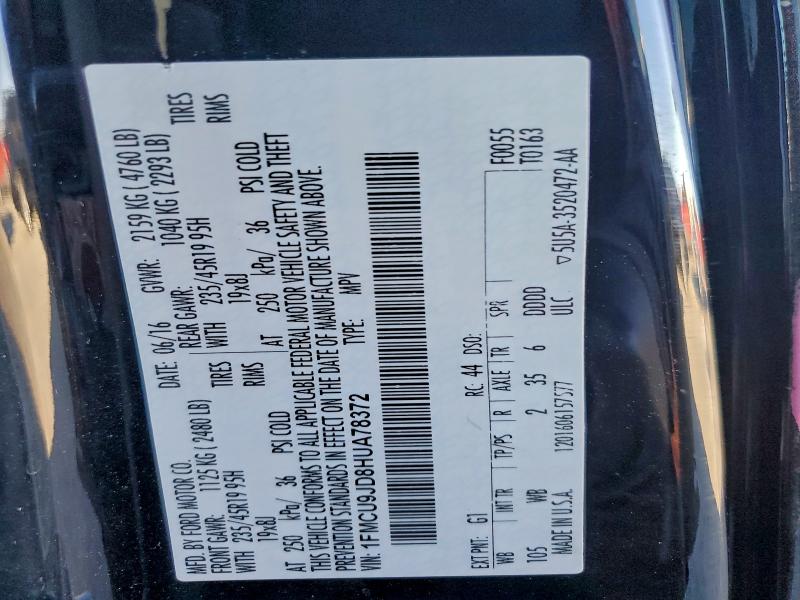 MFD. BY FORD MOTOR CO.
DATE: 06/16 GVWR: 2159 KG ( 4760 LB)
FRONT GAWR: 1125 KG ( 2480 LB) REAR GAWR: 1040 KG ( 2293 LB)
WITH 235/45R19 95H TIRES WITH 235/45R19 95H TIRES
19x8J RIMS 19x8J RIMS
AT 250 kPa/ 36 PSI COLD AT 250 kPa/ 36 PSI COLD
THIS VEHICLE CONFORMS TO ALL APPLICABLE FEDERAL MOTOR VEHICLE SAFETY AND THEFT
PREVENTION STANDARDS IN EFFECT ON THE DATE OF MANUFACTURE SHOWN ABOVE.
VIN: 1FMCU9JD8HUA78372 TYPE: MPV
F0055
T0163
EXT PNT: G1 RC: 44 DSO:
WB INT TR TP/PS R AXLE TR SPR
105 WB 2 35 6 DDDD
ULC
MADE IN U.S.A. 1201606157S77 ▽5U5A-3520472-AA